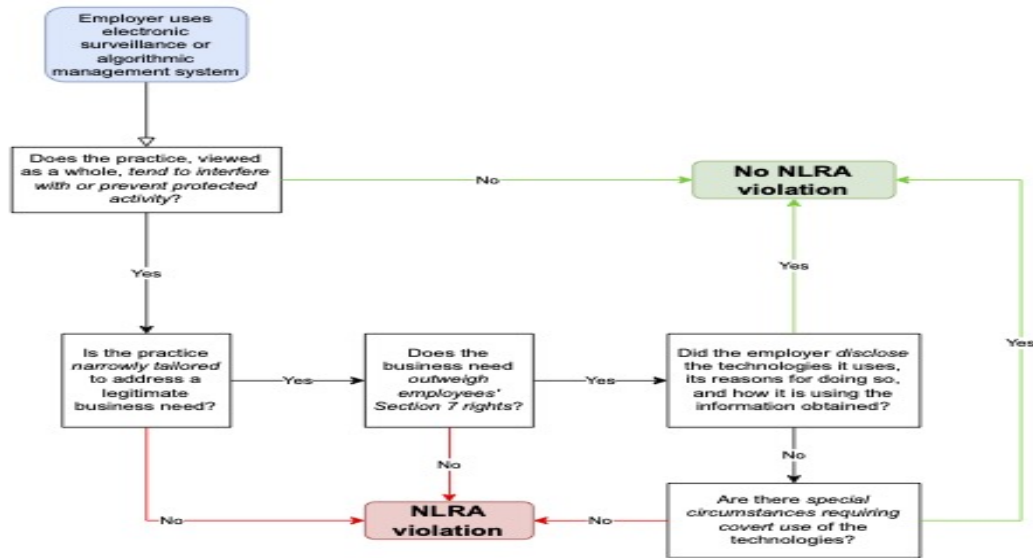 Employer uses
electronic
surveillance or
algorithmic
management system
Does the practice, viewed
as a whole, tend to interfere
with or prevent protected
activity?
No
No NLRA
violation
Yes
Yes
Yes
Is the practice
narrowly tailored
to address a
legitimate
business need?
Yes
Does the
business need
outweigh
employees'
Section 7 rights?
Yes
Did the employer disclose
the technologies it uses,
its reasons for doing so,
and how it is using the
information obtained?
No
No
No
NLRA
violation
No
Are there special
circumstances requiring
covert use of the
technologies?